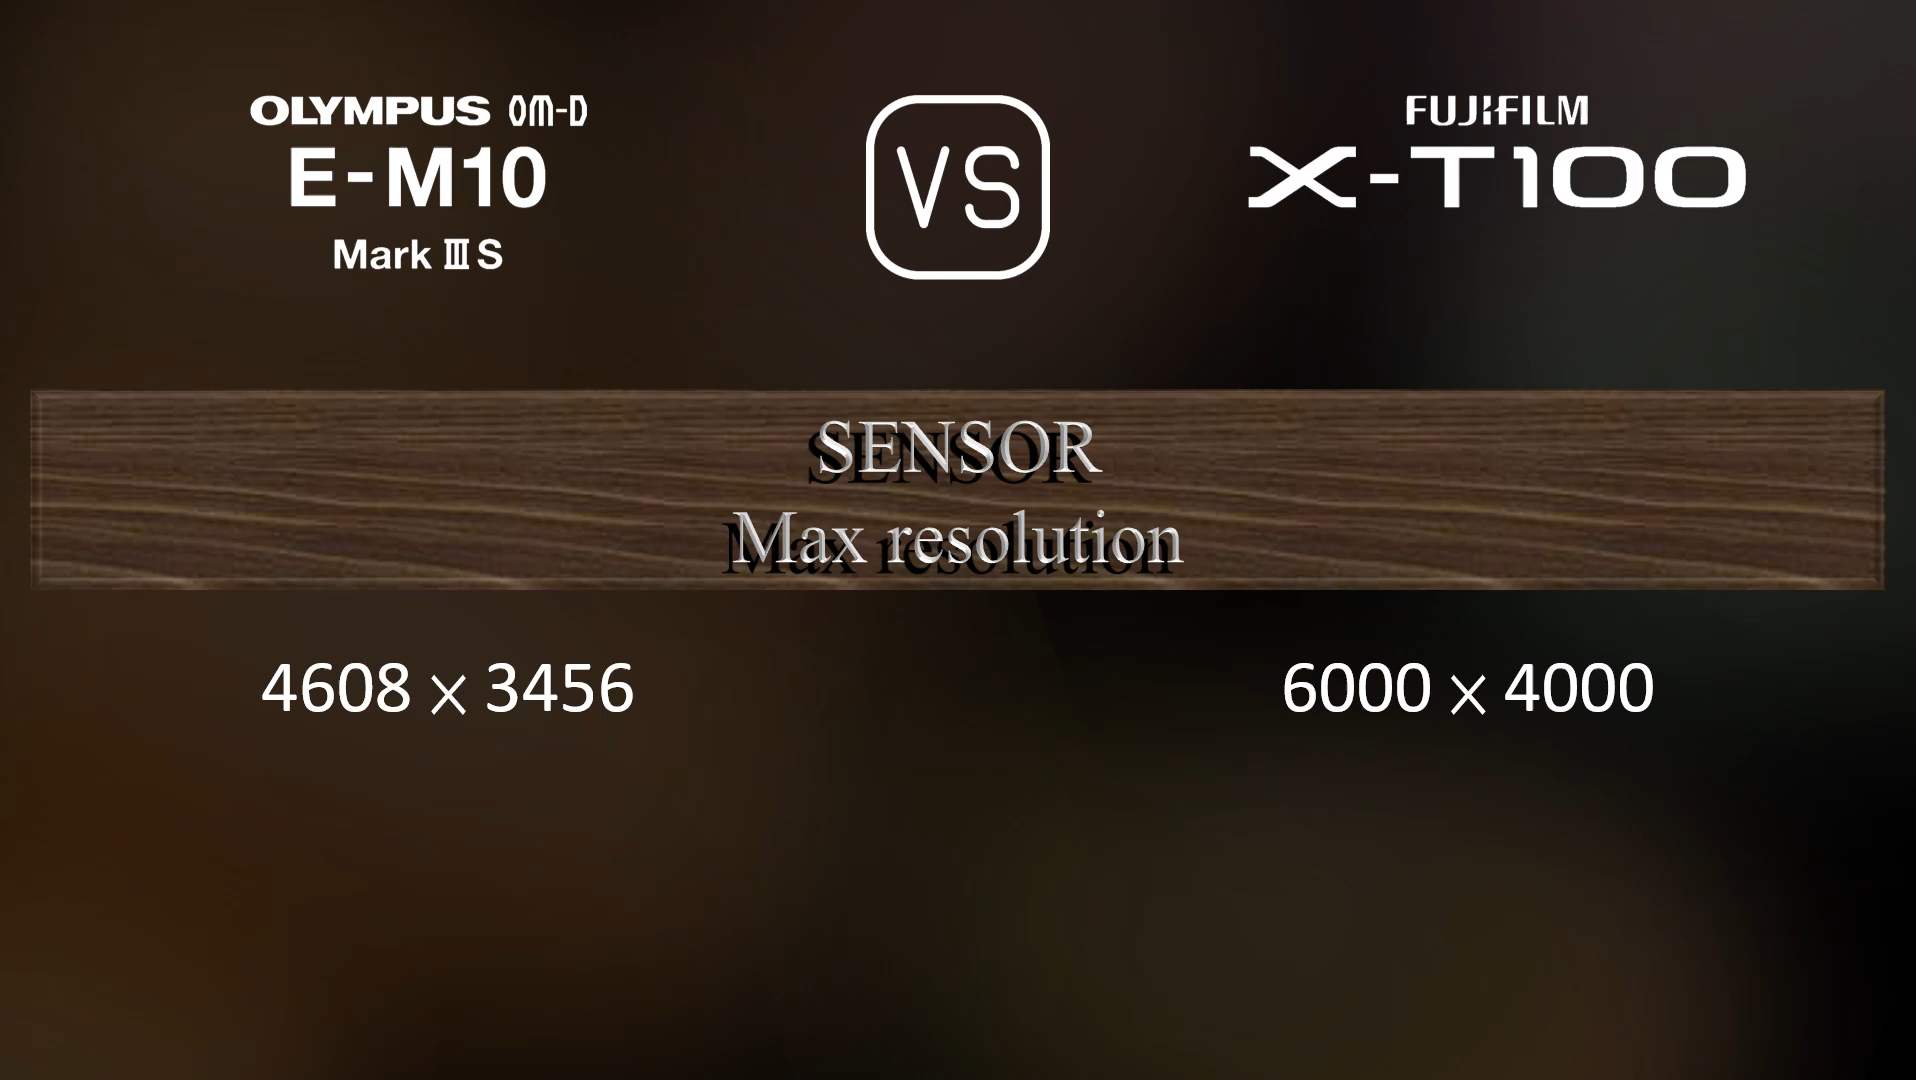 OLYMPUS OM-D
E-M10
Mark III S
VS
FUJIFILM
X-T100
SENSOR
Max resolution
4608 x 3456
6000 x 4000